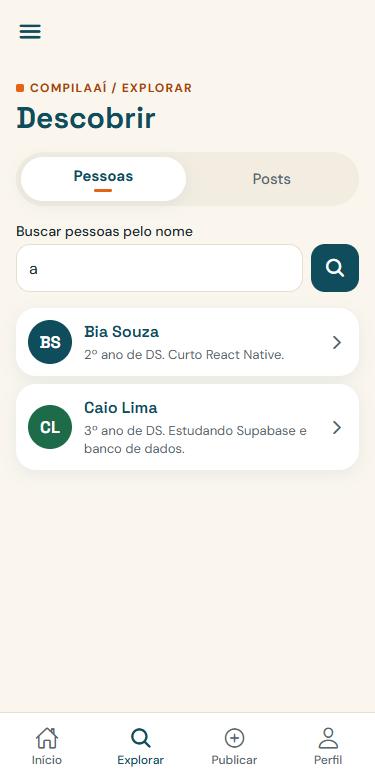 COMPILAAÍ / EXPLORAR
Descobrir
Pessoas
Posts
Buscar pessoas pelo nome
a
BS
Bia Souza
2º ano de DS. Curto React Native.
CL
Caio Lima
3º ano de DS. Estudando Supabase e
banco de dados.
Início
Explorar
Publicar
Perfil